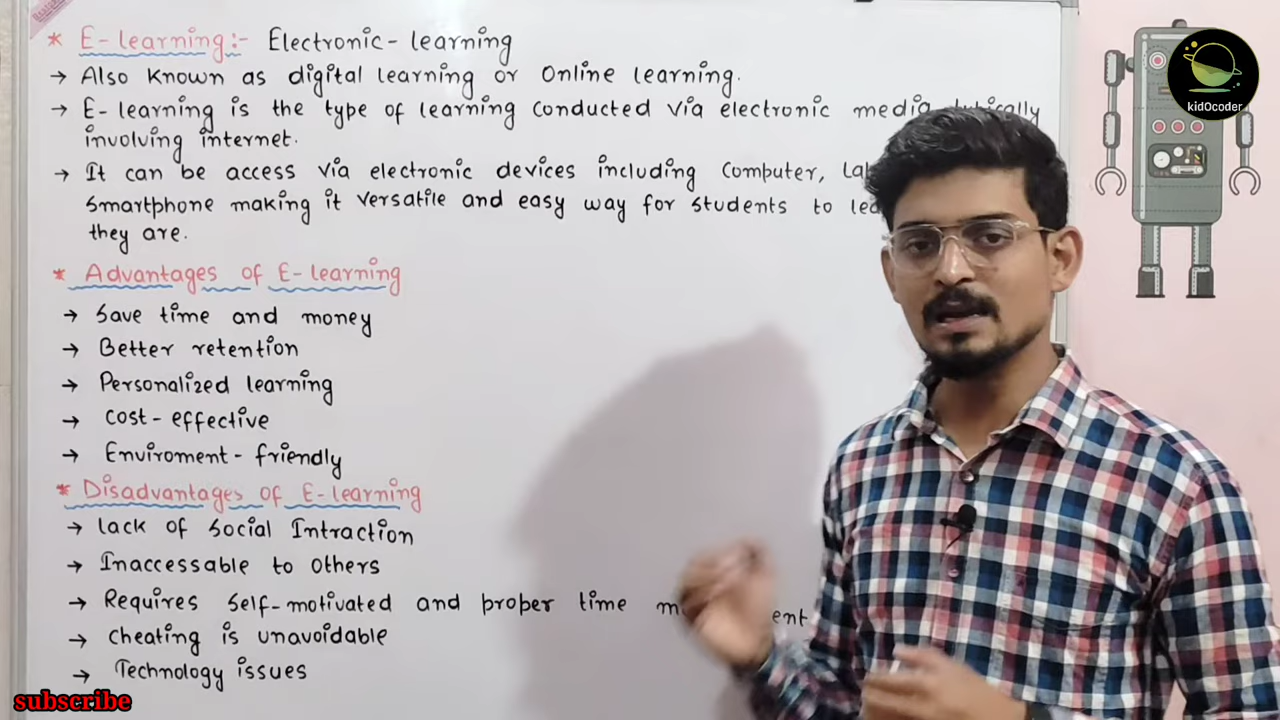 * E-learning:- Electronic-learning
→ Also Known as digital learning or Online learning.
→ E-learning is the type of learning conducted via electronic media
involving internet.
→ It can be access via electronic devices including Computer,
Smartphone making it versatile and easy way for students to
they are.
* Advantages of E-learning
→ Save time and money
→ Better retention
→ Personalized learning
→ Cost-effective
→ Enviroment-friendly
* Disadvantages of E-learning
→ Lack of Social Intraction
→ Inaccessable to others
→ Requires Self-motivated and proper time
→ Cheating is unavoidable
→ Technology issues
kidOcoder
subscribe